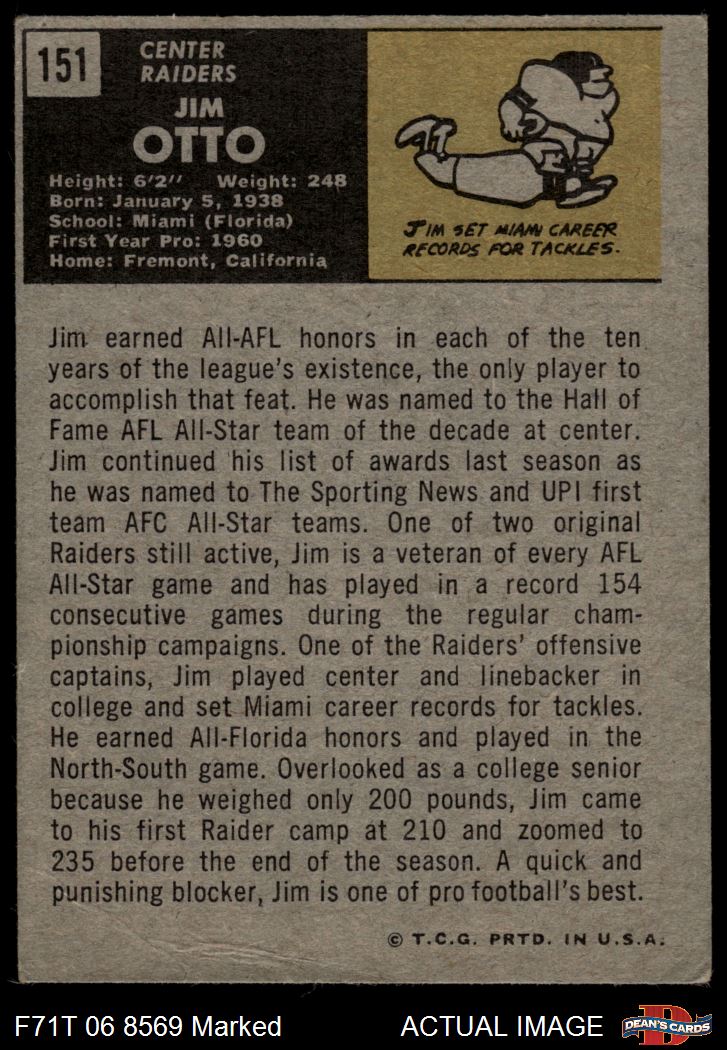 151
CENTER
RAIDERS
JIM
OTTO
Height: 6'2" Weight: 248
Born: January 5, 1938
School: Miami (Florida)
First Year Pro: 1960
Home: Fremont, California
JIM SET MIAMI CAREER
RECORDS FOR TACKLES.
Jim earned All-AFL honors in each of the ten
years of the league's existence, the only player to
accomplish that feat. He was named to the Hall of
Fame AFL All-Star team of the decade at center.
Jim continued his list of awards last season as
he was named to The Sporting News and UPI first
team AFC All-Star teams. One of two original
Raiders still active, Jim is a veteran of every AFL
All-Star game and has played in a record 154
consecutive games during the regular cham-
pionship campaigns. One of the Raiders' offensive
captains, Jim played center and linebacker in
college and set Miami career records for tackles.
He earned All-Florida honors and played in the
North-South game. Overlooked as a college senior
because he weighed only 200 pounds, Jim came
to his first Raider camp at 210 and zoomed to
235 before the end of the season. A quick and
punishing blocker, Jim is one of pro football's best.
© T.C.G. PRTD. IN U.S.A.
F71T 06 8569 Marked
ACTUAL IMAGE
D
DEAN'S CARDS